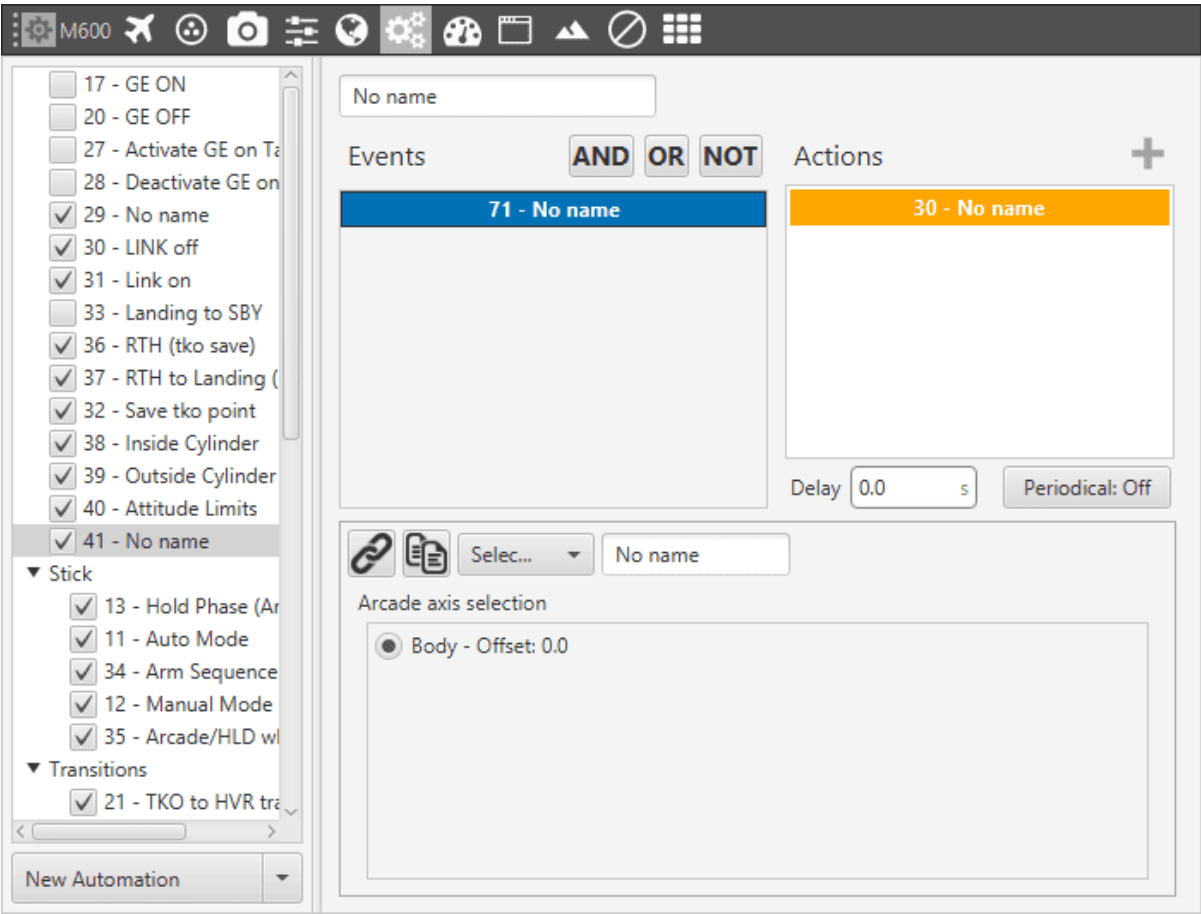 M600
17 - GE ON
20 - GE OFF
27 - Activate GE on Ta
28 - Deactivate GE on
29 - No name
30 - LINK off
31 - Link on
33 - Landing to SBY
36 - RTH (tko save)
37 - RTH to Landing (
32 - Save tko point
38 - Inside Cylinder
39 - Outside Cylinder
40 - Attitude Limits
41 - No name
Stick
13 - Hold Phase (Ar
11 - Auto Mode
34 - Arm Sequence
12 - Manual Mode
35 - Arcade/HLD wl
Transitions
21 - TKO to HVR tra
New Automation
No name
Events AND OR NOT
71 - No name
Actions
30 - No name
Delay 0.0 s Periodical: Off
Selec... No name
Arcade axis selection
Body - Offset: 0.0